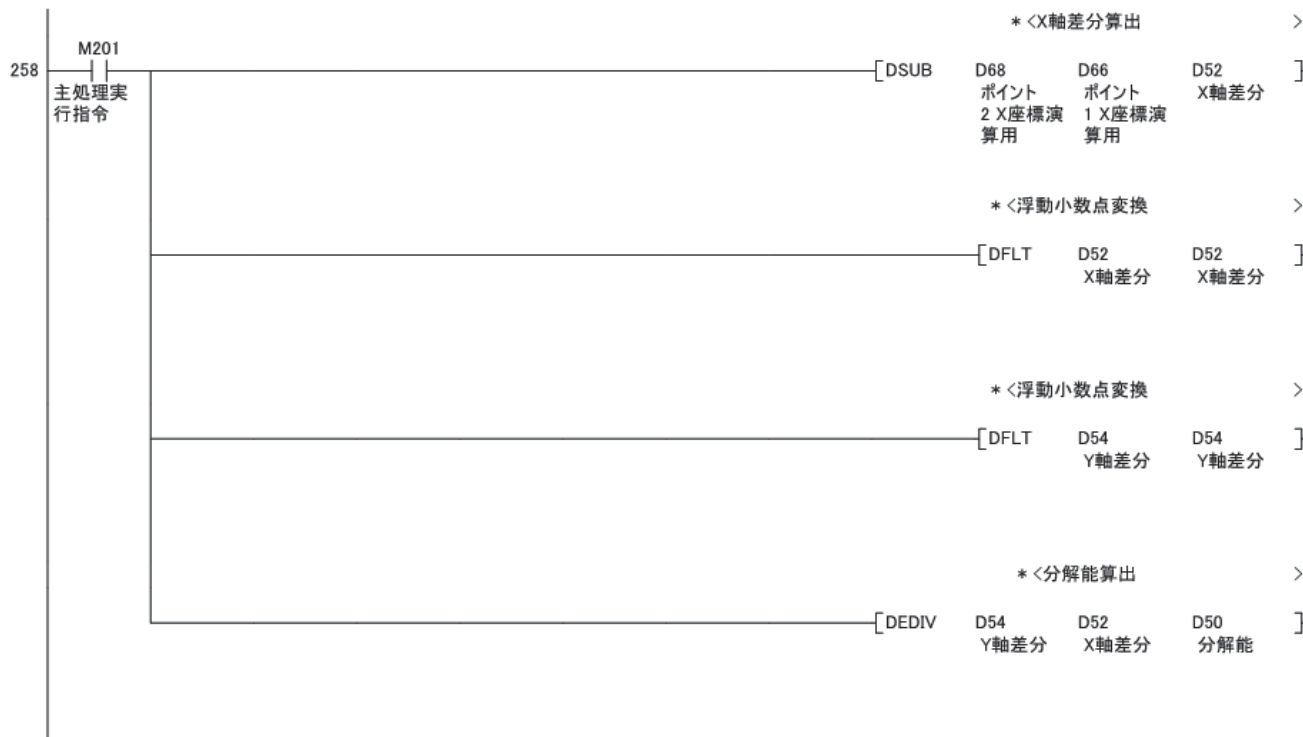 *<X軸差分算出 >
M201
258
[DSUB D68 D66 D52 ]
主処理実
行指令
ポイント
2 X座標演
算用
ポイント
1 X座標演
算用
X軸差分
*<浮動小数点変換 >
[DFLT D52 D52 ]
X軸差分 X軸差分
*<浮動小数点変換 >
[DFLT D54 D54 ]
Y軸差分 Y軸差分
*<分解能算出 >
[DEDIV D54 D52 D50 ]
Y軸差分 X軸差分 分解能